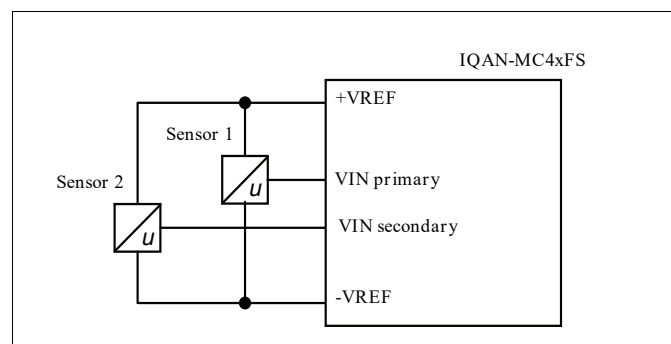 IQAN-MC4xFS
+VREF
Sensor 1
VIN primary
Sensor 2
u
VIN secondary
u
-VREF